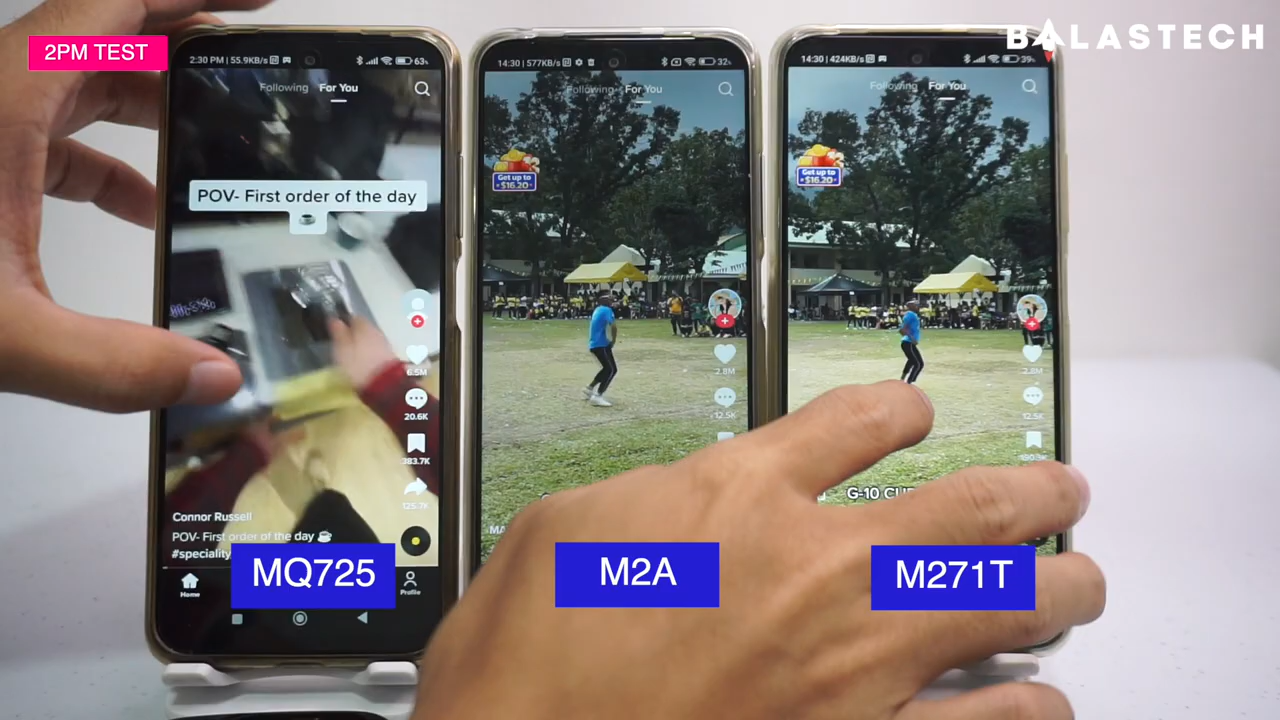 2PM TEST
BALASTECH
2:30 PM | 55.9KB/s
63%
Following For You
POV- First order of the day
6.5M
20.6K
383.7K
125.7K
Connor Russell
POV- First order of the day
#speciality
Home
Profile
MQ725
14:30 | 577KB/s
32%
Following For You
Get up to
$16.20
2.8M
12.5K
M2A
14:30 | 424KB/s
39%
Following For You
Get up to
$16.20
2.8M
12.5K
M271T